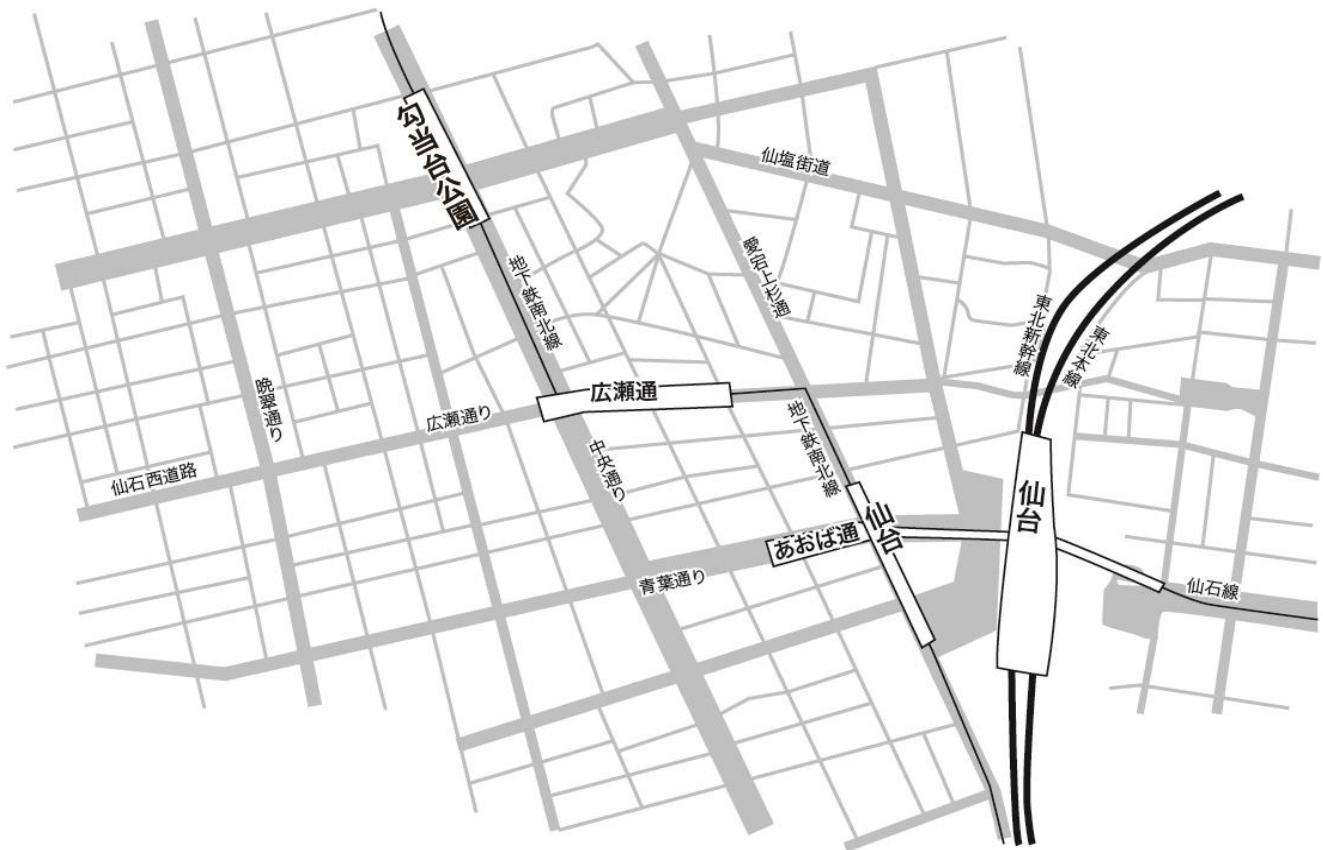 勾当台公園
仙塩街道
愛宕上杉通
地下鉄南北線
東北新幹線
東北本線
晩翠通り
広瀬通り
広瀬通
仙石西道路
中央通り
地下鉄南北線
仙台
仙台
あおば通
青葉通り
仙石線